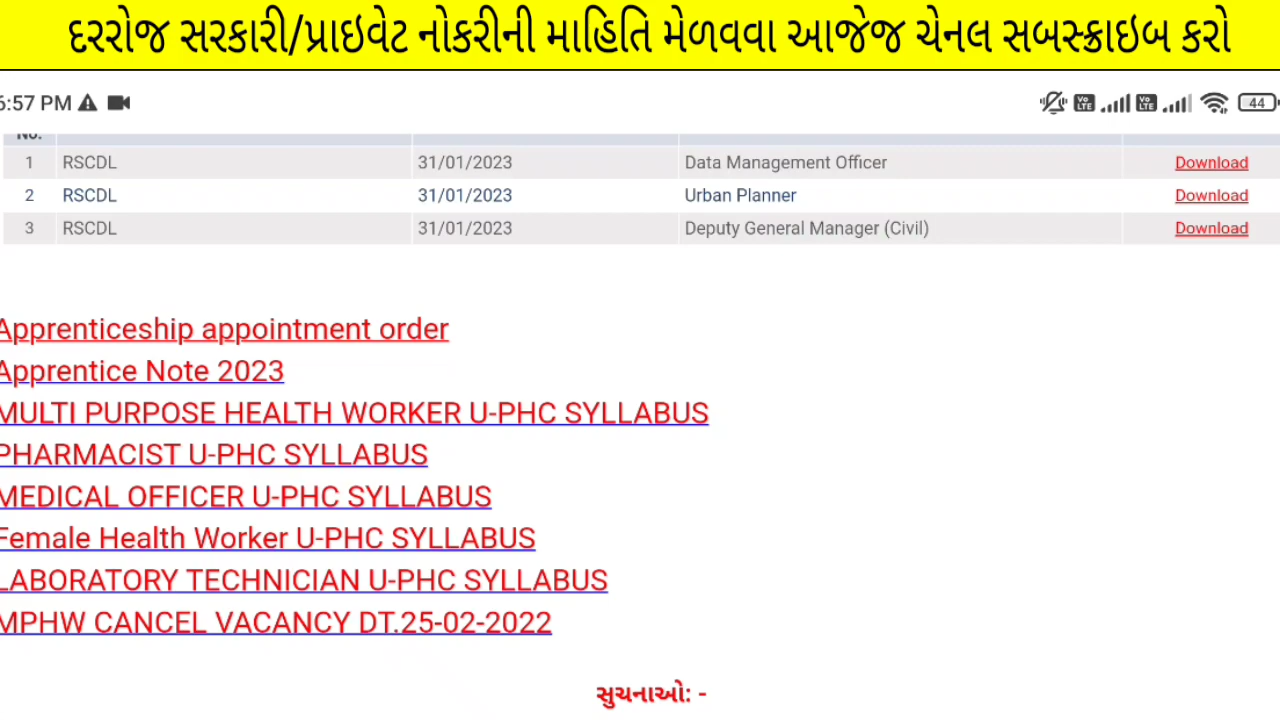 દરરોજ સરકારી/પ્રાઇવેટ નોકરીની માહિતિ મેળવવા આજેજ ચેનલ સબસ્ક્રાઇબ કરો
6:57 PM 44
No.
1 RSCDL 31/01/2023 Data Management Officer Download
2 RSCDL 31/01/2023 Urban Planner Download
3 RSCDL 31/01/2023 Deputy General Manager (Civil) Download
Apprenticeship appointment order
Apprentice Note 2023
MULTI PURPOSE HEALTH WORKER U-PHC SYLLABUS
PHARMACIST U-PHC SYLLABUS
MEDICAL OFFICER U-PHC SYLLABUS
Female Health Worker U-PHC SYLLABUS
LABORATORY TECHNICIAN U-PHC SYLLABUS
MPHW CANCEL VACANCY DT.25-02-2022
સુચનાઓ: -